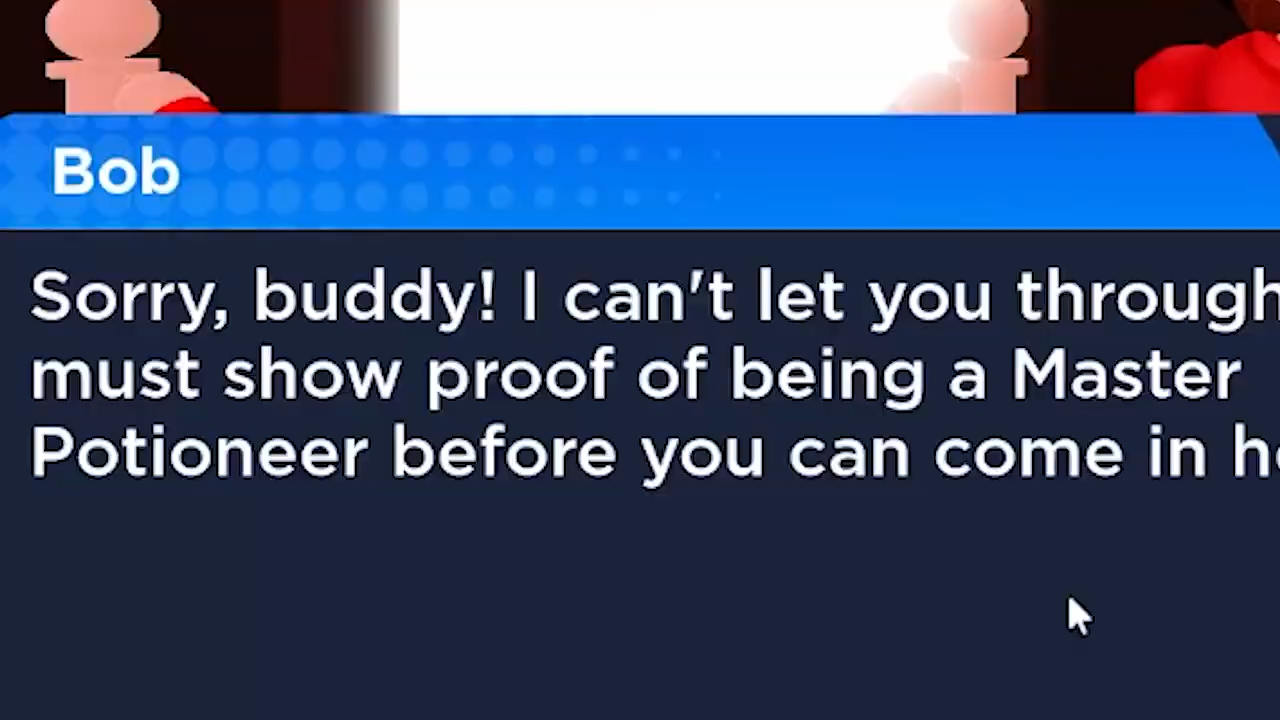 Bob
Sorry, buddy! I can't let you through
must show proof of being a Master
Potioneer before you can come in